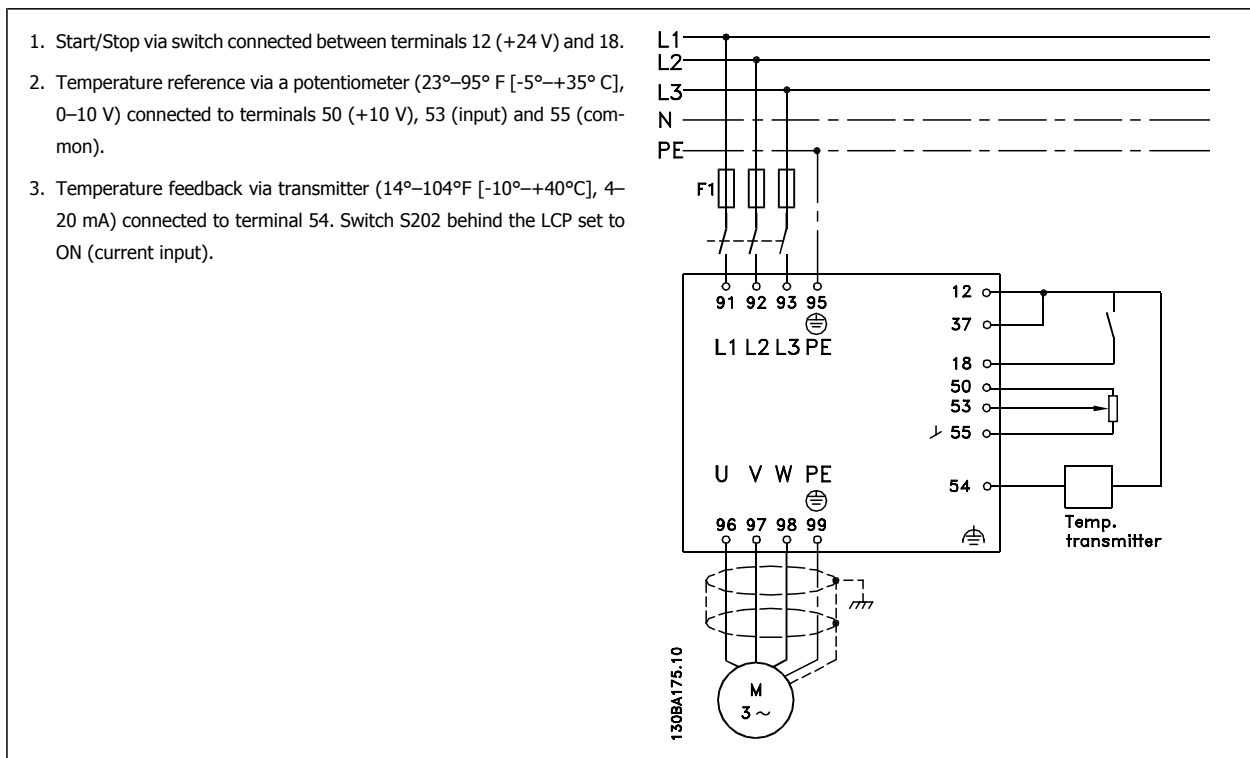 1. Start/Stop via switch connected between terminals 12 (+24 V) and 18.
2. Temperature reference via a potentiometer (23°–95° F [-5°–+35° C],
0–10 V) connected to terminals 50 (+10 V), 53 (input) and 55 (com-
mon).
3. Temperature feedback via transmitter (14°–104°F [-10°–+40°C], 4–
20 mA) connected to terminal 54. Switch S202 behind the LCP set to
ON (current input).
L1
L2
L3
N
PE
F1
91 92 93 95
L1 L2 L3 PE
12
37
18
50
53
55
54
Temp.
transmitter
U V W PE
96 97 98 99
M
3 ~
130BA175.10